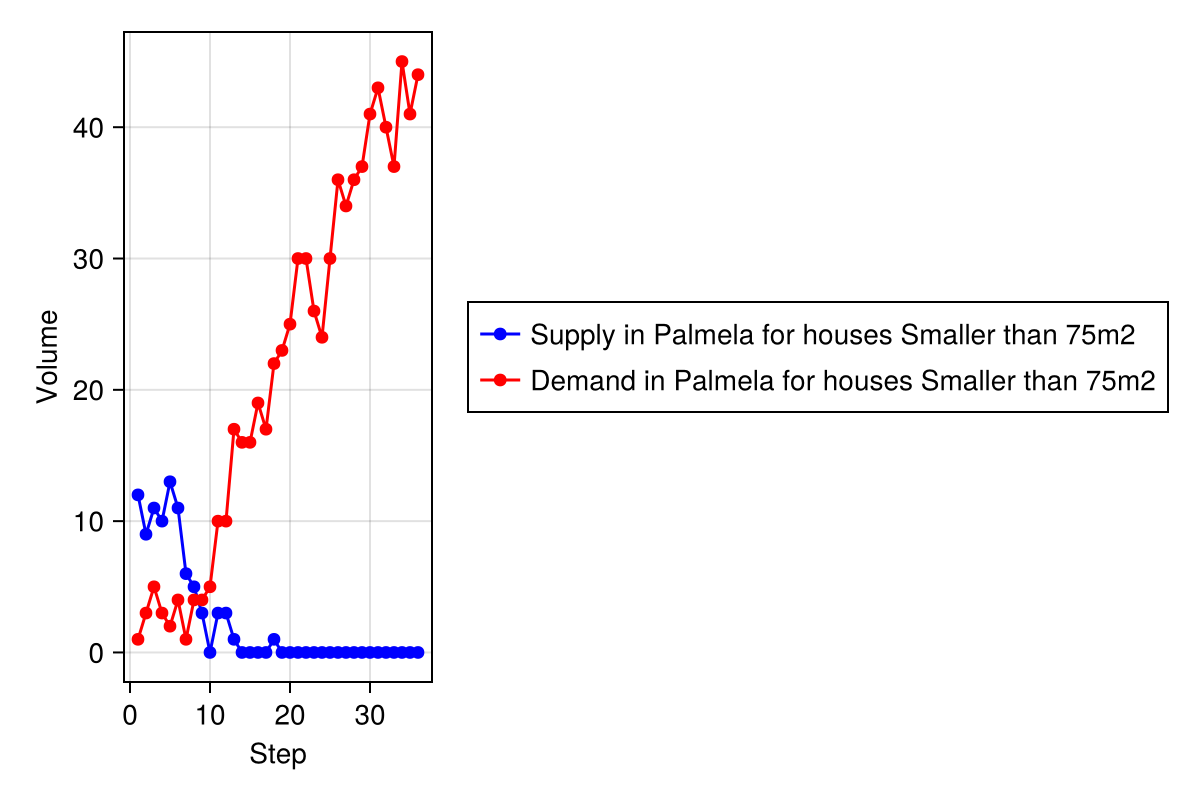 40
30
20
10
0
Volume
0 10 20 30
Step
Supply in Palmela for houses Smaller than 75m2
Demand in Palmela for houses Smaller than 75m2